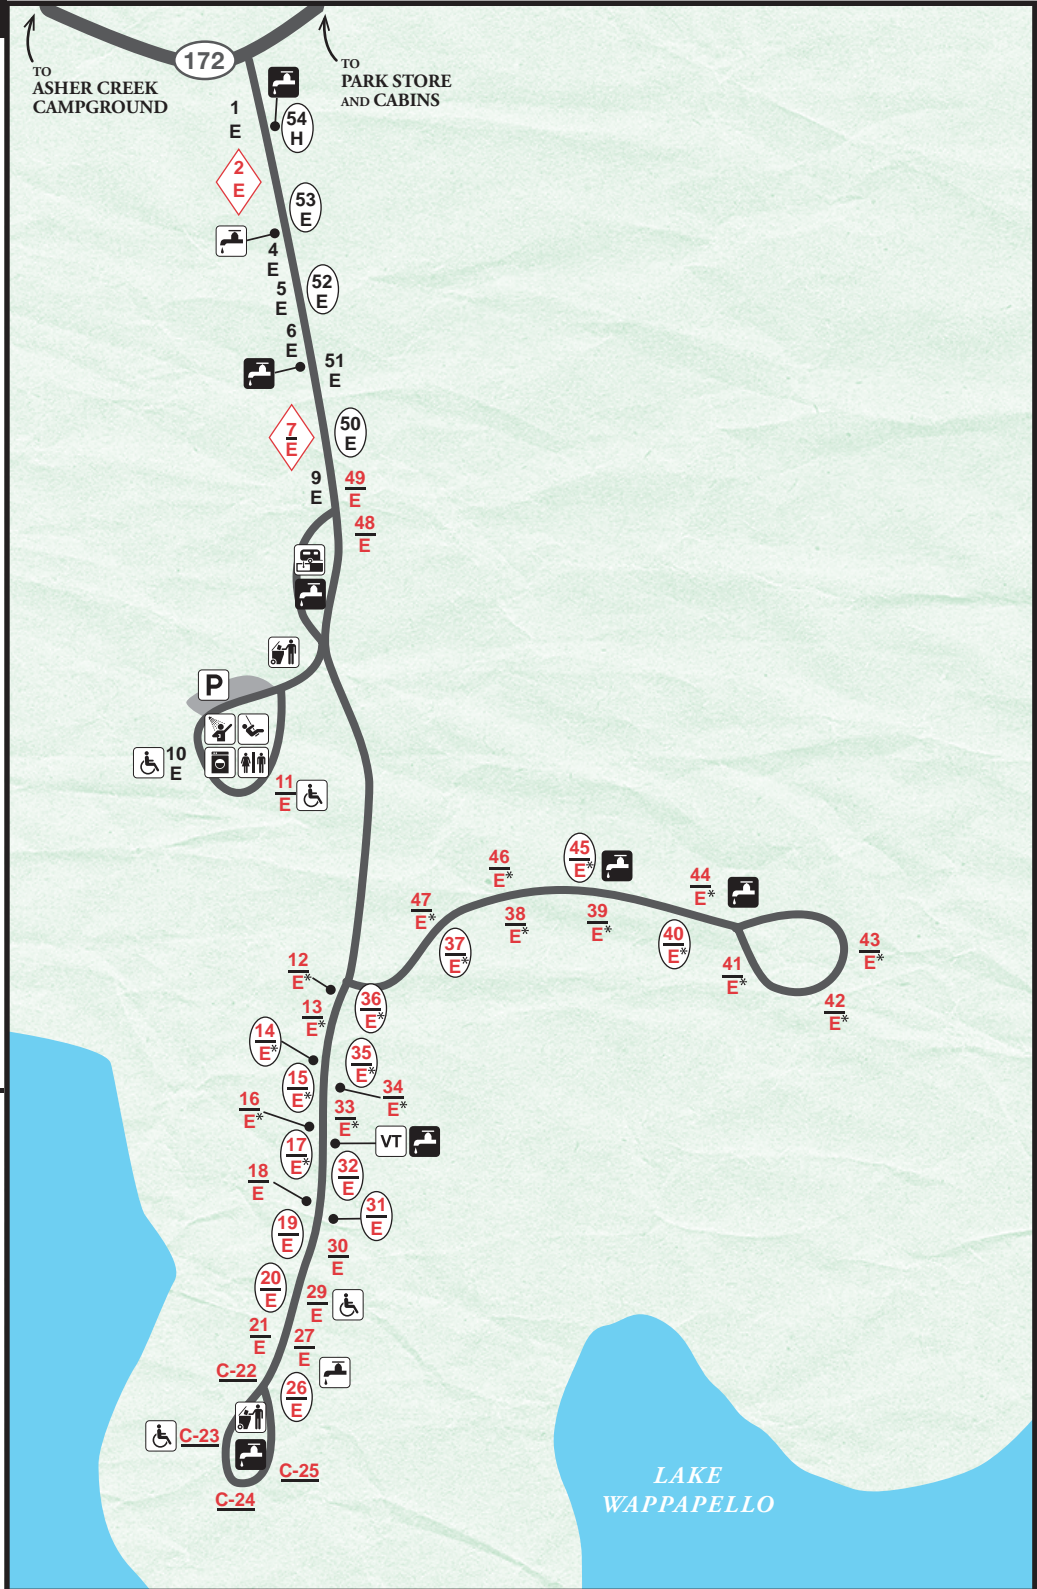 172
TO
ASHER CREEK
CAMPGROUND
TO
PARK STORE
AND CABINS
1
E
54
H
2
E
53
E
4
E
52
E
5
E
6
E
51
E
7
E
50
E
9
E
49
E
48
E
P
10
E
11
E
45
E*
46
E*
44
E*
47
E*
38
E*
39
E*
40
E*
37
E*
43
E*
41
E*
42
E*
12
E*
36
E*
13
E*
14
E*
35
E*
15
E*
34
E*
16
E*
33
E*
VT
17
E*
32
E
18
E
31
E
19
E
30
E
20
E
29
E
21
E
27
E
C-22
26
E
C-23
C-25
C-24
LAKE
WAPPAPELLO